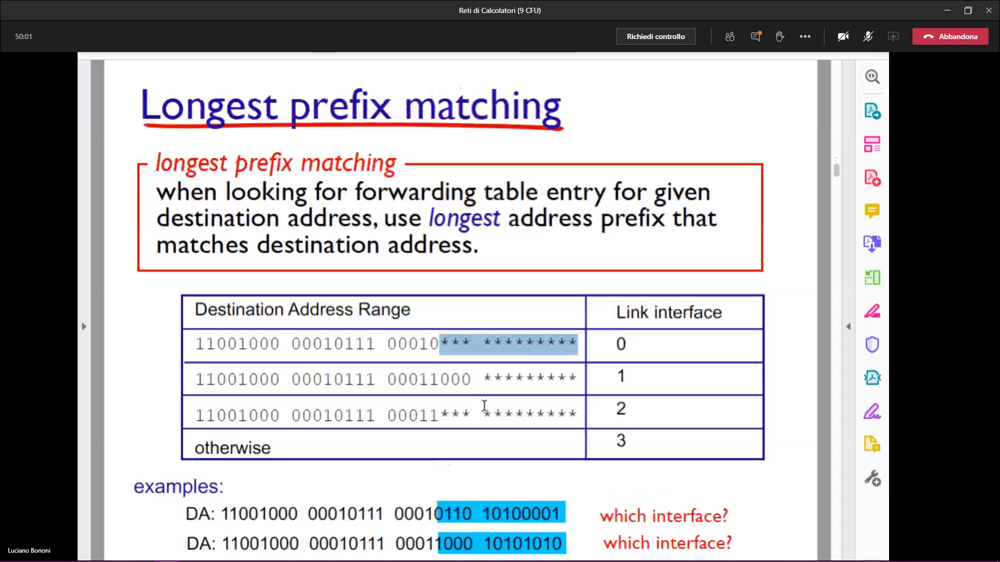 Reti di Calcolatori (9 CFU)
50:01
Richiedi controllo
Abbandona
Longest prefix matching
longest prefix matching
when looking for forwarding table entry for given
destination address, use longest address prefix that
matches destination address.
Destination Address Range Link interface
11001000 00010111 00010*** ********* 0
11001000 00010111 00011000 ********* 1
11001000 00010111 00011*** ********* 2
otherwise 3
examples:
DA: 11001000 00010111 00010110 10100001 which interface?
DA: 11001000 00010111 00011000 10101010 which interface?
Luciano Bononi